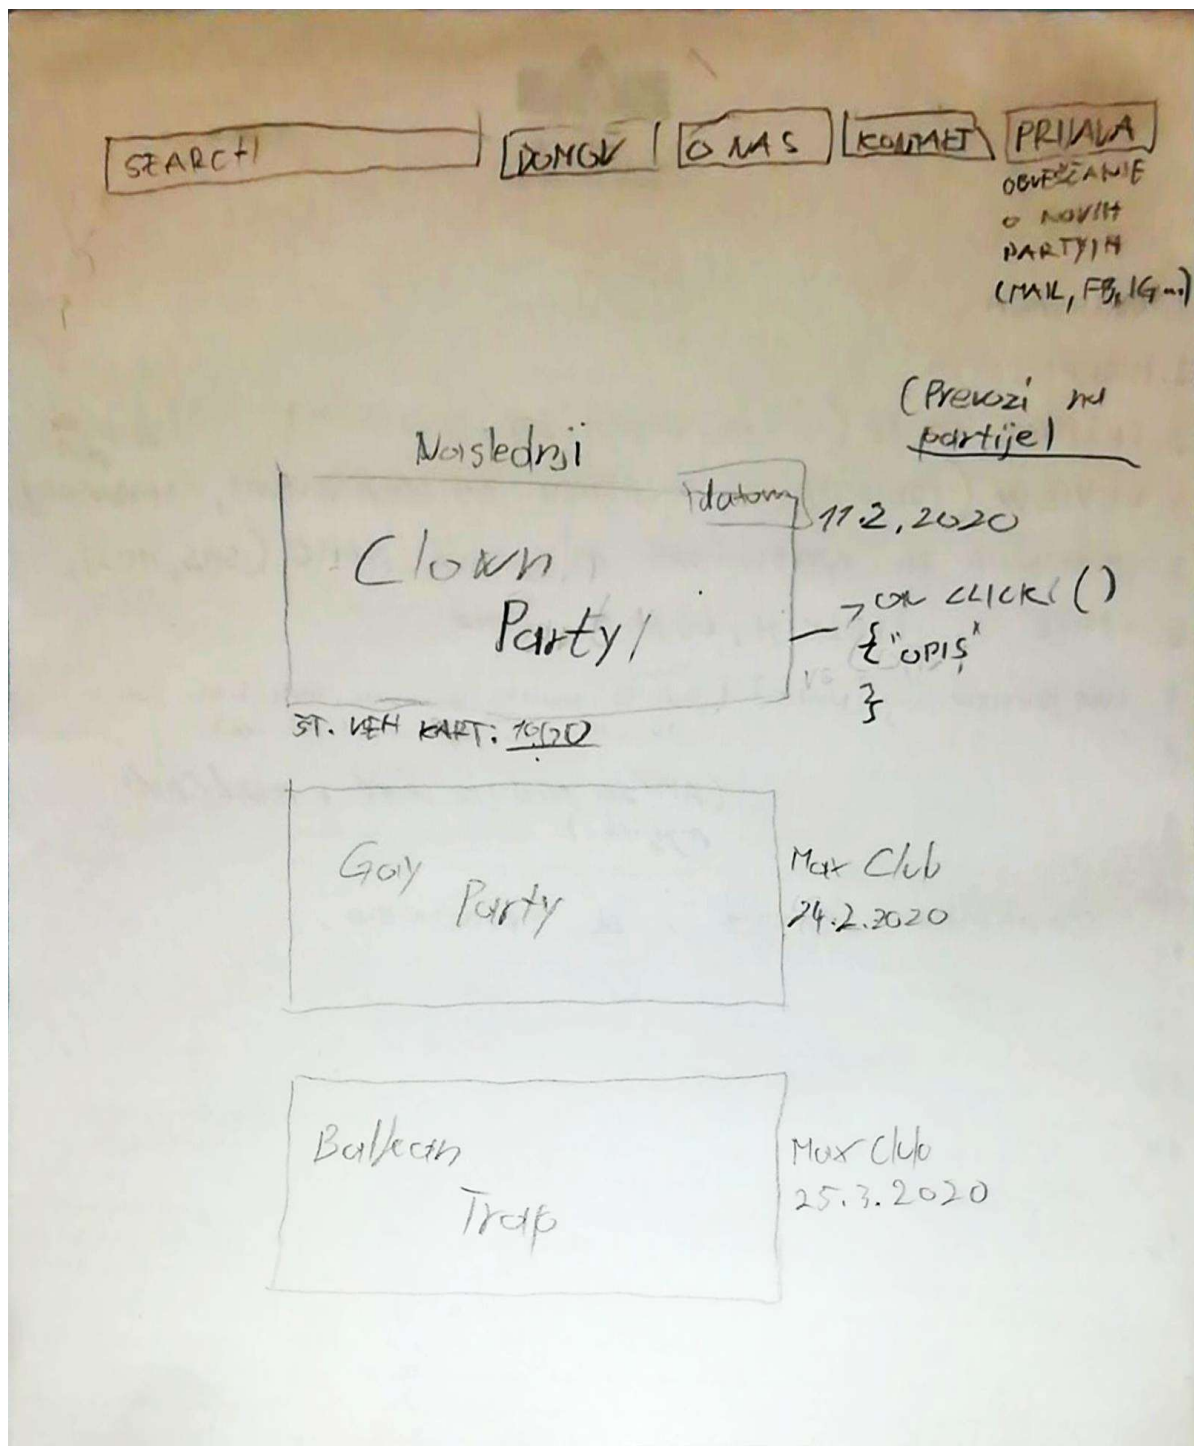 SEARCH
DOMOV
O NAS
KONTAKT
PRIJAVA
OBVEŠČANJE
O NOVIH
PARTYIH
(MAIL, FB, IG...)
(Prevozi na
partije)
Naslednji
datum
11.2.2020
Clown
Party!
ON CLICK ()
{"OPIS"
}
ŠT. VEH KART:
Gay
Party
Max Club
24.2.2020
Balkan
Trap
Max Club
25.3.2020